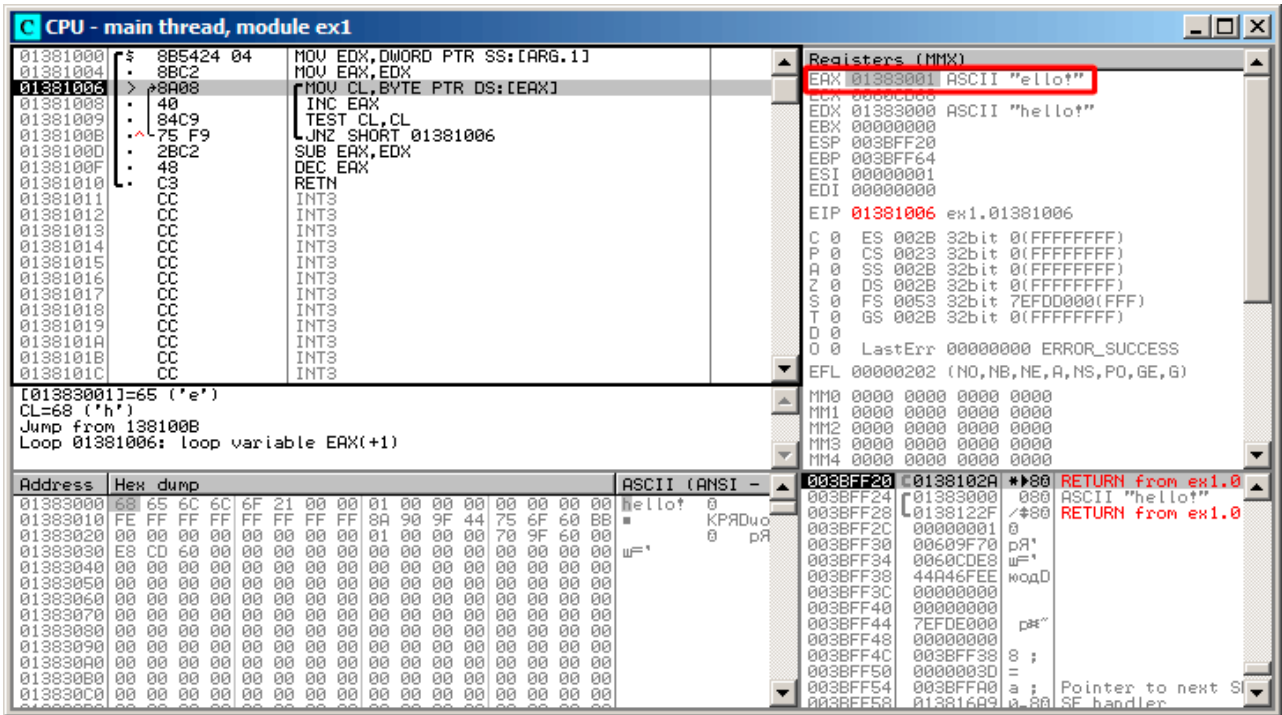 C CPU - main thread, module ex1
01381000 $ 8B5424 04 MOV EDX,DWORD PTR SS:[ARG.1]
01381004 . 8BC2 MOV EAX,EDX
01381006 > 8A08 MOV CL,BYTE PTR DS:[EAX]
01381008 . 40 INC EAX
01381009 . 84C9 TEST CL,CL
0138100B .^ 75 F9 JNZ SHORT 01381006
0138100D . 2BC2 SUB EAX,EDX
0138100F . 48 DEC EAX
01381010 . C3 RETN
01381011 CC INT3
01381012 CC INT3
01381013 CC INT3
01381014 CC INT3
01381015 CC INT3
01381016 CC INT3
01381017 CC INT3
01381018 CC INT3
01381019 CC INT3
0138101A CC INT3
0138101B CC INT3
0138101C CC INT3
[01383001]=65 ('e')
CL=68 ('h')
Jump from 138100B
Loop 01381006: loop variable EAX(+1)
Registers (MMX)
EAX 01383001 ASCII "ello!"
ECX 0060CD68
EDX 01383000 ASCII "hello!"
EBX 00000000
ESP 003BFF20
EBP 003BFF64
ESI 00000001
EDI 00000000
EIP 01381006 ex1.01381006
C 0 ES 002B 32bit 0(FFFFFFFF)
P 0 CS 0023 32bit 0(FFFFFFFF)
A 0 SS 002B 32bit 0(FFFFFFFF)
Z 0 DS 002B 32bit 0(FFFFFFFF)
S 0 FS 0053 32bit 7EFDD000(FFF)
T 0 GS 002B 32bit 0(FFFFFFFF)
D 0
O 0 LastErr 00000000 ERROR_SUCCESS
EFL 00000202 (NO,NB,NE,A,NS,PO,GE,G)
MM0 0000 0000 0000 0000
MM1 0000 0000 0000 0000
MM2 0000 0000 0000 0000
MM3 0000 0000 0000 0000
MM4 0000 0000 0000 0000
Address Hex dump ASCII (ANSI -
01383000 68 65 6C 6C 6F 21 00 00 01 00 00 00 00 00 00 00 hello! 0
01383010 FE FF FF FF FF FF FF FF 8A 90 9F 44 75 6F 60 BB ■ КРЯDuo
01383020 00 00 00 00 00 00 00 00 01 00 00 00 70 9F 60 00 0 pЯ
01383030 E8 CD 60 00 00 00 00 00 00 00 00 00 00 00 00 00 ш=`
01383040 00 00 00 00 00 00 00 00 00 00 00 00 00 00 00 00
01383050 00 00 00 00 00 00 00 00 00 00 00 00 00 00 00 00
01383060 00 00 00 00 00 00 00 00 00 00 00 00 00 00 00 00
01383070 00 00 00 00 00 00 00 00 00 00 00 00 00 00 00 00
01383080 00 00 00 00 00 00 00 00 00 00 00 00 00 00 00 00
01383090 00 00 00 00 00 00 00 00 00 00 00 00 00 00 00 00
013830A0 00 00 00 00 00 00 00 00 00 00 00 00 00 00 00 00
013830B0 00 00 00 00 00 00 00 00 00 00 00 00 00 00 00 00
013830C0 00 00 00 00 00 00 00 00 00 00 00 00 00 00 00 00
003BFF20 0138102A RETURN from ex1.0
003BFF24 01383000 ASCII "hello!"
003BFF28 0138122F RETURN from ex1.0
003BFF2C 00000001 0
003BFF30 00609F70 pЯ`
003BFF34 0060CDE8 ш=`
003BFF38 44A46FEE юодD
003BFF3C 00000000
003BFF40 00000000
003BFF44 7EFDE000
003BFF48 00000000
003BFF4C 003BFF38 8 ;
003BFF50 0000003D =
003BFF54 003BFFA0 а ; Pointer to next
003BFF58 013816A9 SE handler